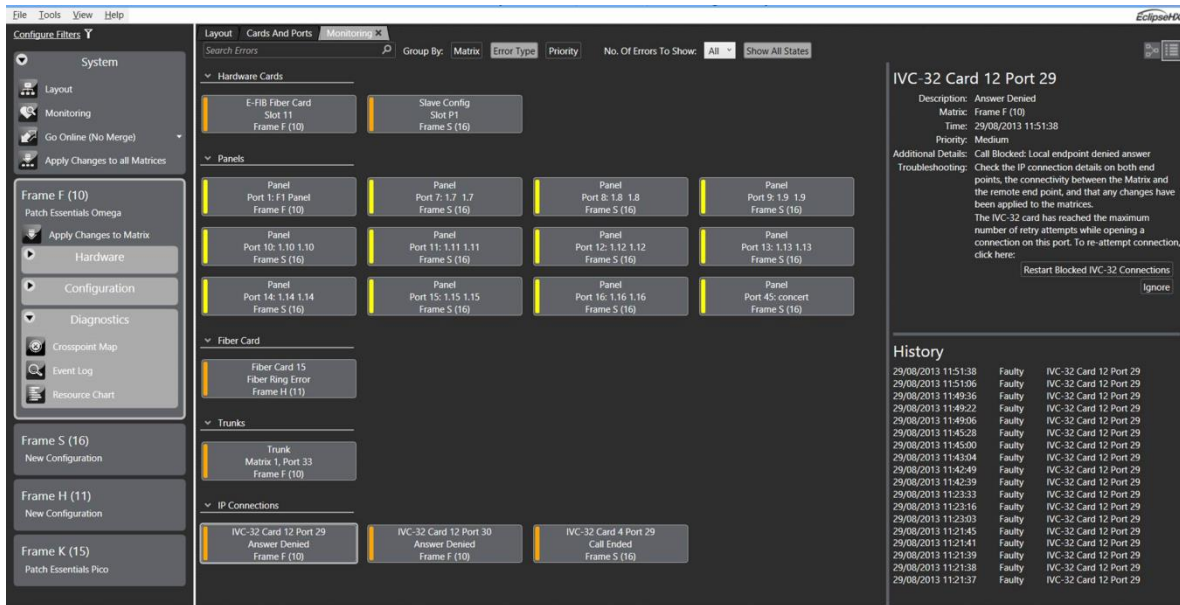 File Tools View Help
EclipseHX
Configure Filters
System
Layout
Monitoring
Go Online (No Merge)
Apply Changes to all Matrices
Frame F (10)
Patch Essentials Omega
Apply Changes to Matrix
Hardware
Configuration
Diagnostics
Crosspoint Map
Event Log
Resource Chart
Frame S (16)
New Configuration
Frame H (11)
New Configuration
Frame K (15)
Patch Essentials Pico
Layout Cards And Ports Monitoring
Search Errors Group By: Matrix Error Type Priority No. Of Errors To Show: All Show All States
Hardware Cards
E-FIB Fiber Card
Slot 11
Frame F (10)
Slave Config
Slot P1
Frame S (16)
Panels
Panel
Port 1: F1 Panel
Frame F (10)
Panel
Port 7: 1.7 1.7
Frame S (16)
Panel
Port 8: 1.8 1.8
Frame S (16)
Panel
Port 9: 1.9 1.9
Frame S (16)
Panel
Port 10: 1.10 1.10
Frame S (16)
Panel
Port 11: 1.11 1.11
Frame S (16)
Panel
Port 12: 1.12 1.12
Frame S (16)
Panel
Port 13: 1.13 1.13
Frame S (16)
Panel
Port 14: 1.14 1.14
Frame S (16)
Panel
Port 15: 1.15 1.15
Frame S (16)
Panel
Port 16: 1.16 1.16
Frame S (16)
Panel
Port 45: concert
Frame S (16)
Fiber Card
Fiber Card 15
Fiber Ring Error
Frame H (11)
Trunks
Trunk
Matrix 1, Port 33
Frame F (10)
IP Connections
IVC-32 Card 12 Port 29
Answer Denied
Frame F (10)
IVC-32 Card 12 Port 30
Answer Denied
Frame F (10)
IVC-32 Card 4 Port 29
Call Ended
Frame S (16)
IVC-32 Card 12 Port 29
Description: Answer Denied
Matrix: Frame F (10)
Time: 29/08/2013 11:51:38
Priority: Medium
Additional Details: Call Blocked: Local endpoint denied answer
Troubleshooting: Check the IP connection details on both end
points, the connectivity between the Matrix and
the remote end point, and that any changes have
been applied to the matrices.
The IVC-32 card has reached the maximum
number of retry attempts while opening a
connection on this port. To re-attempt connection,
click here:
Restart Blocked IVC-32 Connections
Ignore
History
29/08/2013 11:51:38 Faulty IVC-32 Card 12 Port 29
29/08/2013 11:51:06 Faulty IVC-32 Card 12 Port 29
29/08/2013 11:49:36 Faulty IVC-32 Card 12 Port 29
29/08/2013 11:49:22 Faulty IVC-32 Card 12 Port 29
29/08/2013 11:49:06 Faulty IVC-32 Card 12 Port 29
29/08/2013 11:45:28 Faulty IVC-32 Card 12 Port 29
29/08/2013 11:45:00 Faulty IVC-32 Card 12 Port 29
29/08/2013 11:43:04 Faulty IVC-32 Card 12 Port 29
29/08/2013 11:42:49 Faulty IVC-32 Card 12 Port 29
29/08/2013 11:42:39 Faulty IVC-32 Card 12 Port 29
29/08/2013 11:23:33 Faulty IVC-32 Card 12 Port 29
29/08/2013 11:23:16 Faulty IVC-32 Card 12 Port 29
29/08/2013 11:23:03 Faulty IVC-32 Card 12 Port 29
29/08/2013 11:21:45 Faulty IVC-32 Card 12 Port 29
29/08/2013 11:21:41 Faulty IVC-32 Card 12 Port 29
29/08/2013 11:21:39 Faulty IVC-32 Card 12 Port 29
29/08/2013 11:21:38 Faulty IVC-32 Card 12 Port 29
29/08/2013 11:21:37 Faulty IVC-32 Card 12 Port 29